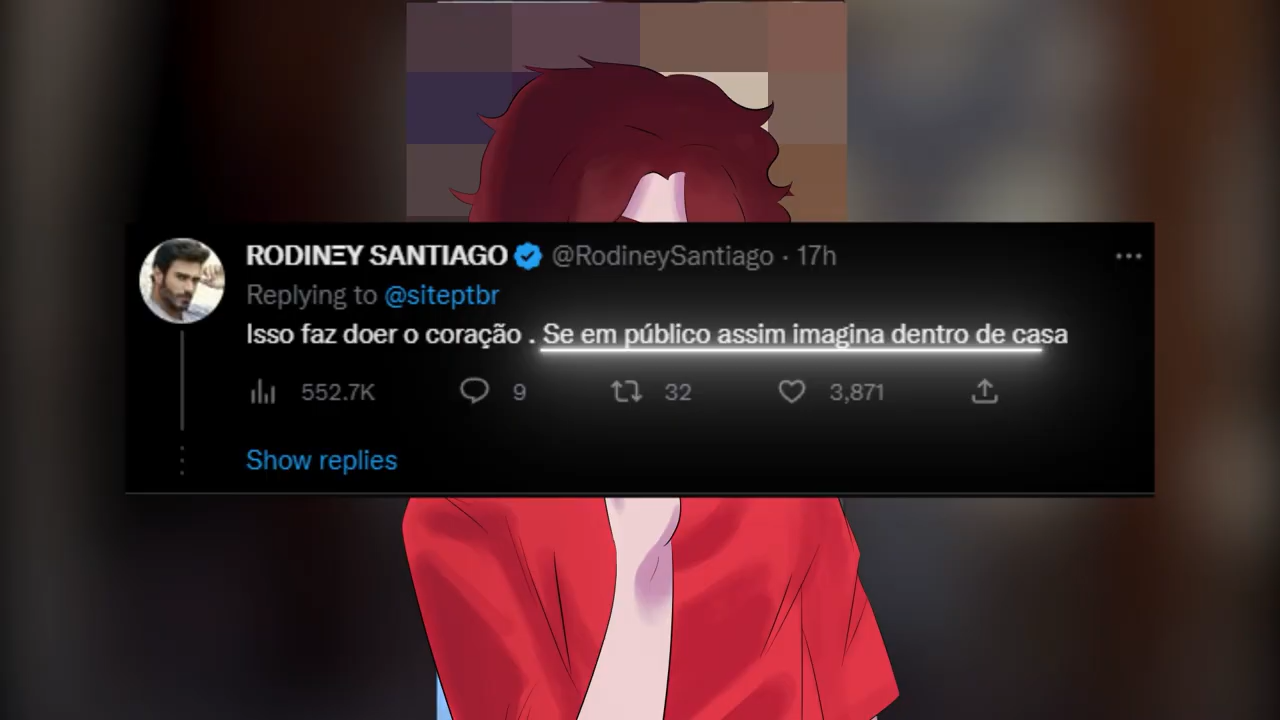 RODINEY SANTIAGO @RodineySantiago · 17h
Replying to @siteptbr
Isso faz doer o coração . Se em público assim imagina dentro de casa
552.7K 9 32 3,871
Show replies